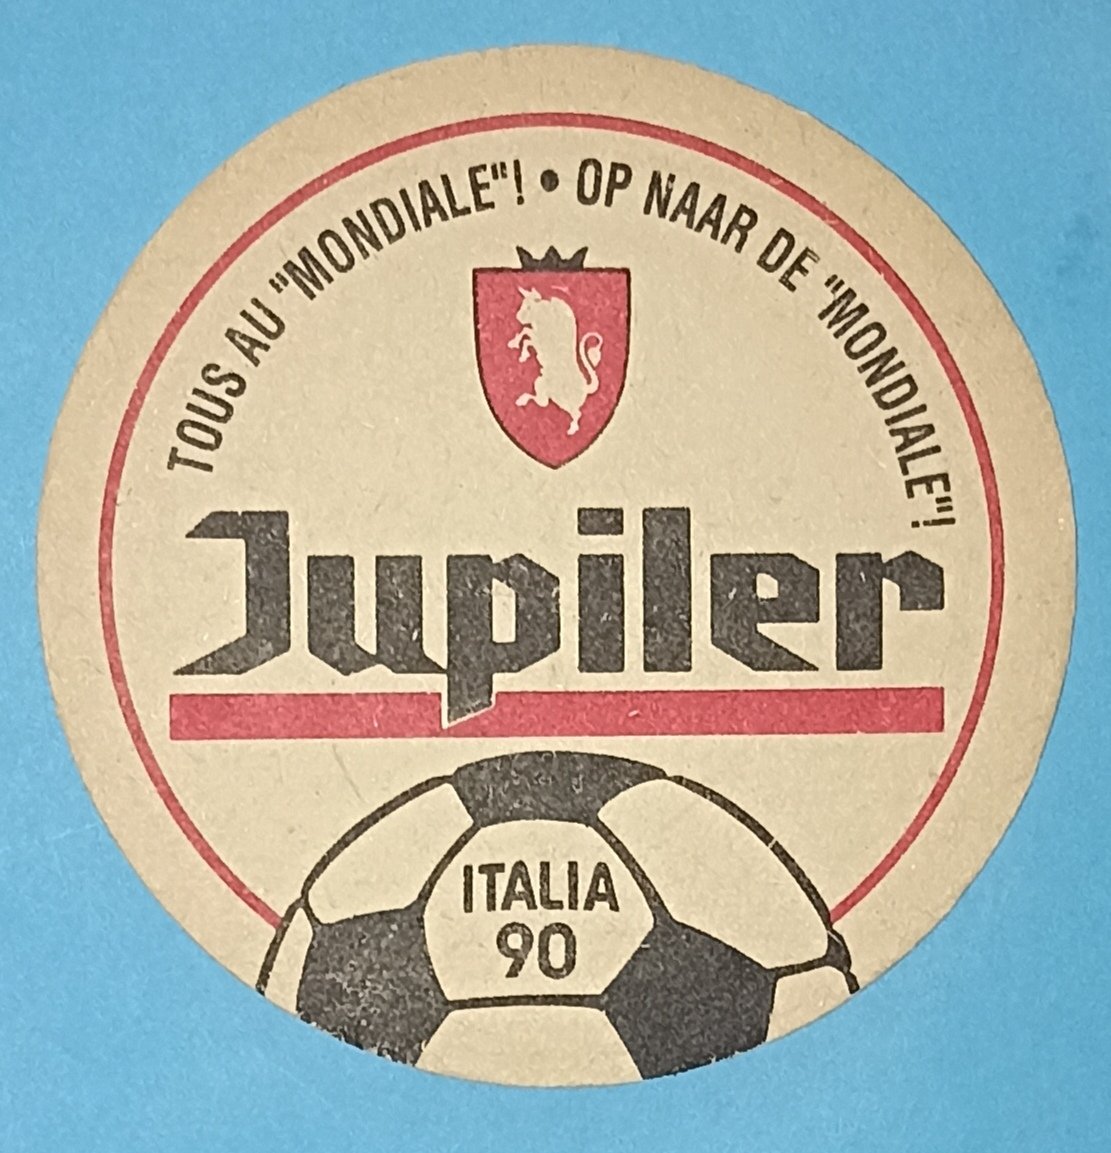 TOUS AU "MONDIALE"! • OP NAAR DE "MONDIALE"!
Jupiler
ITALIA
90